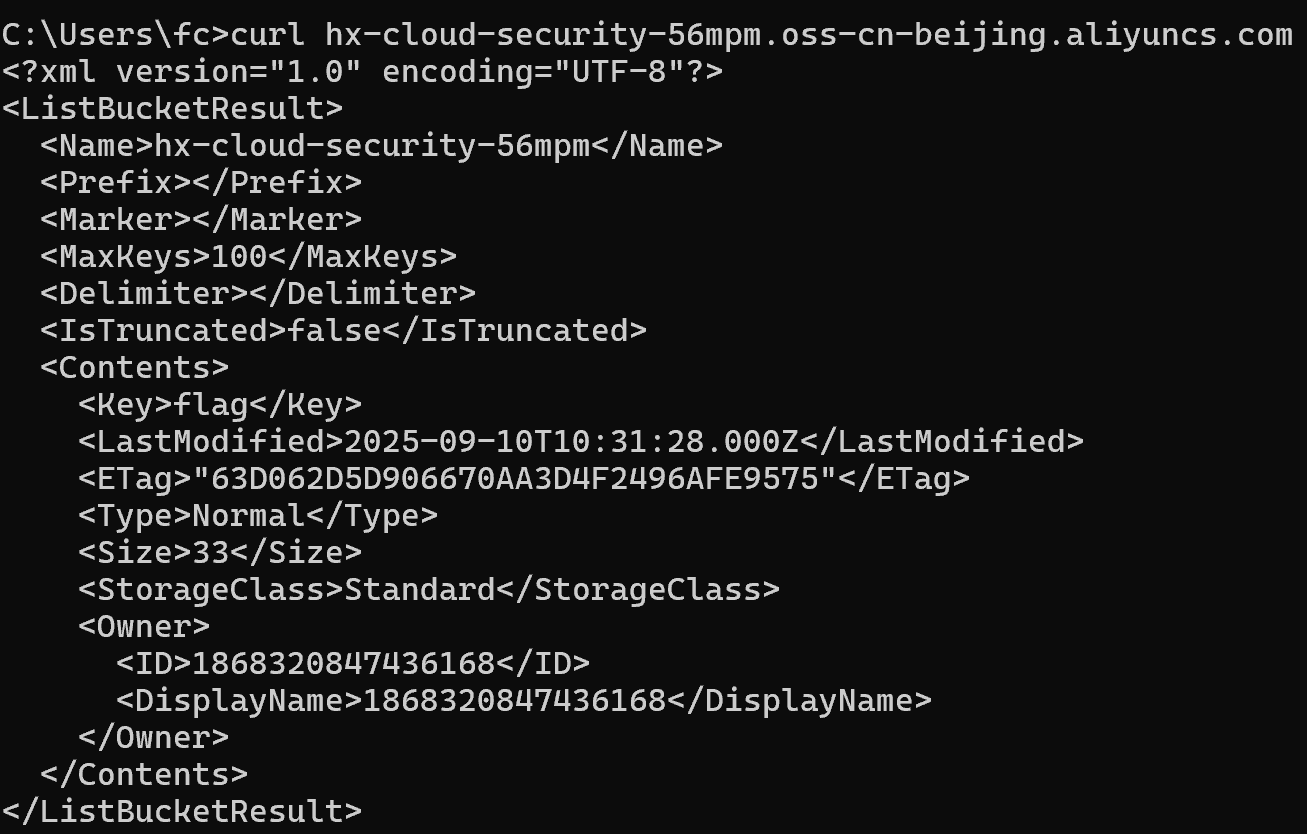 C:\Users\fc>curl hx-cloud-security-56mpm.oss-cn-beijing.aliyuncs.com
<?xml version="1.0" encoding="UTF-8"?>
<ListBucketResult>
  <Name>hx-cloud-security-56mpm</Name>
  <Prefix></Prefix>
  <Marker></Marker>
  <MaxKeys>100</MaxKeys>
  <Delimiter></Delimiter>
  <IsTruncated>false</IsTruncated>
  <Contents>
    <Key>flag</Key>
    <LastModified>2025-09-10T10:31:28.000Z</LastModified>
    <ETag>"63D062D5D906670AA3D4F2496AFE9575"</ETag>
    <Type>Normal</Type>
    <Size>33</Size>
    <StorageClass>Standard</StorageClass>
    <Owner>
      <ID>1868320847436168</ID>
      <DisplayName>1868320847436168</DisplayName>
    </Owner>
  </Contents>
</ListBucketResult>